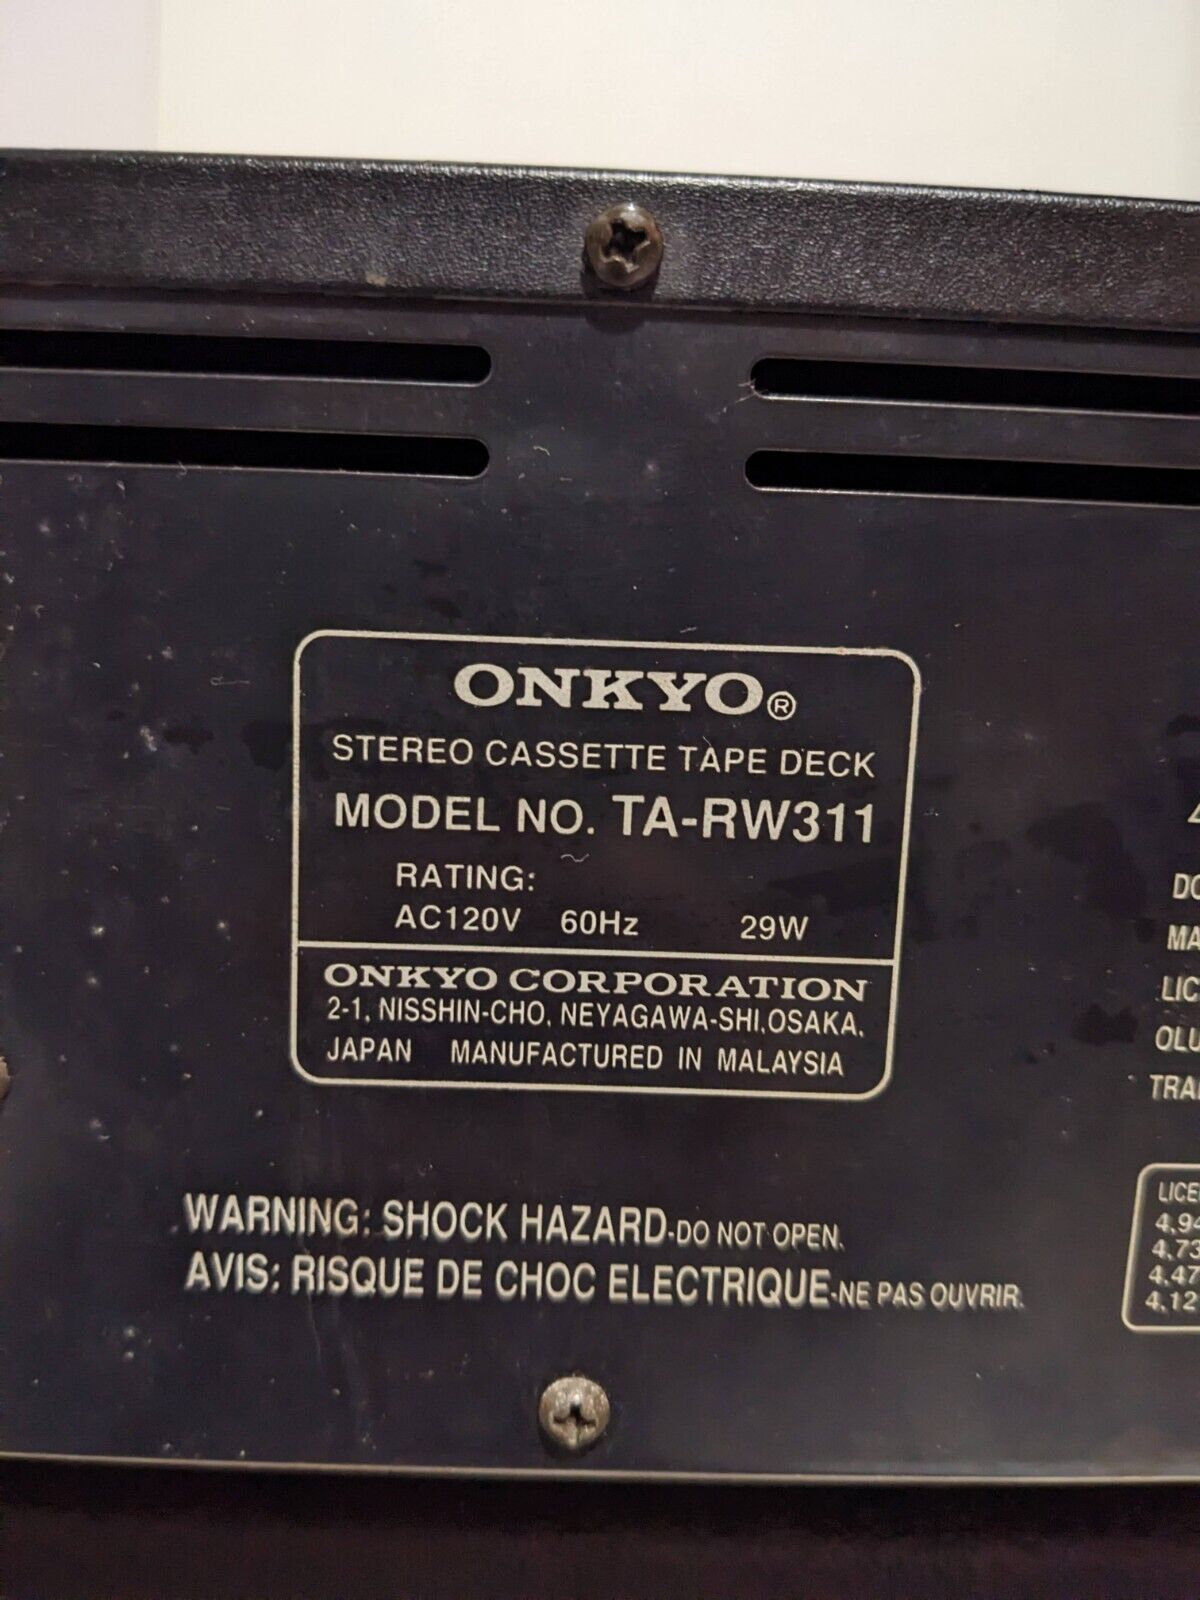 ONKYO®
STEREO CASSETTE TAPE DECK
MODEL NO. TA-RW311
RATING:
AC120V 60Hz 29W
ONKYO CORPORATION
2-1, NISSHIN-CHO, NEYAGAWA-SHI, OSAKA,
JAPAN MANUFACTURED IN MALAYSIA
WARNING: SHOCK HAZARD-DO NOT OPEN.
AVIS: RISQUE DE CHOC ELECTRIQUE-NE PAS OUVRIR.